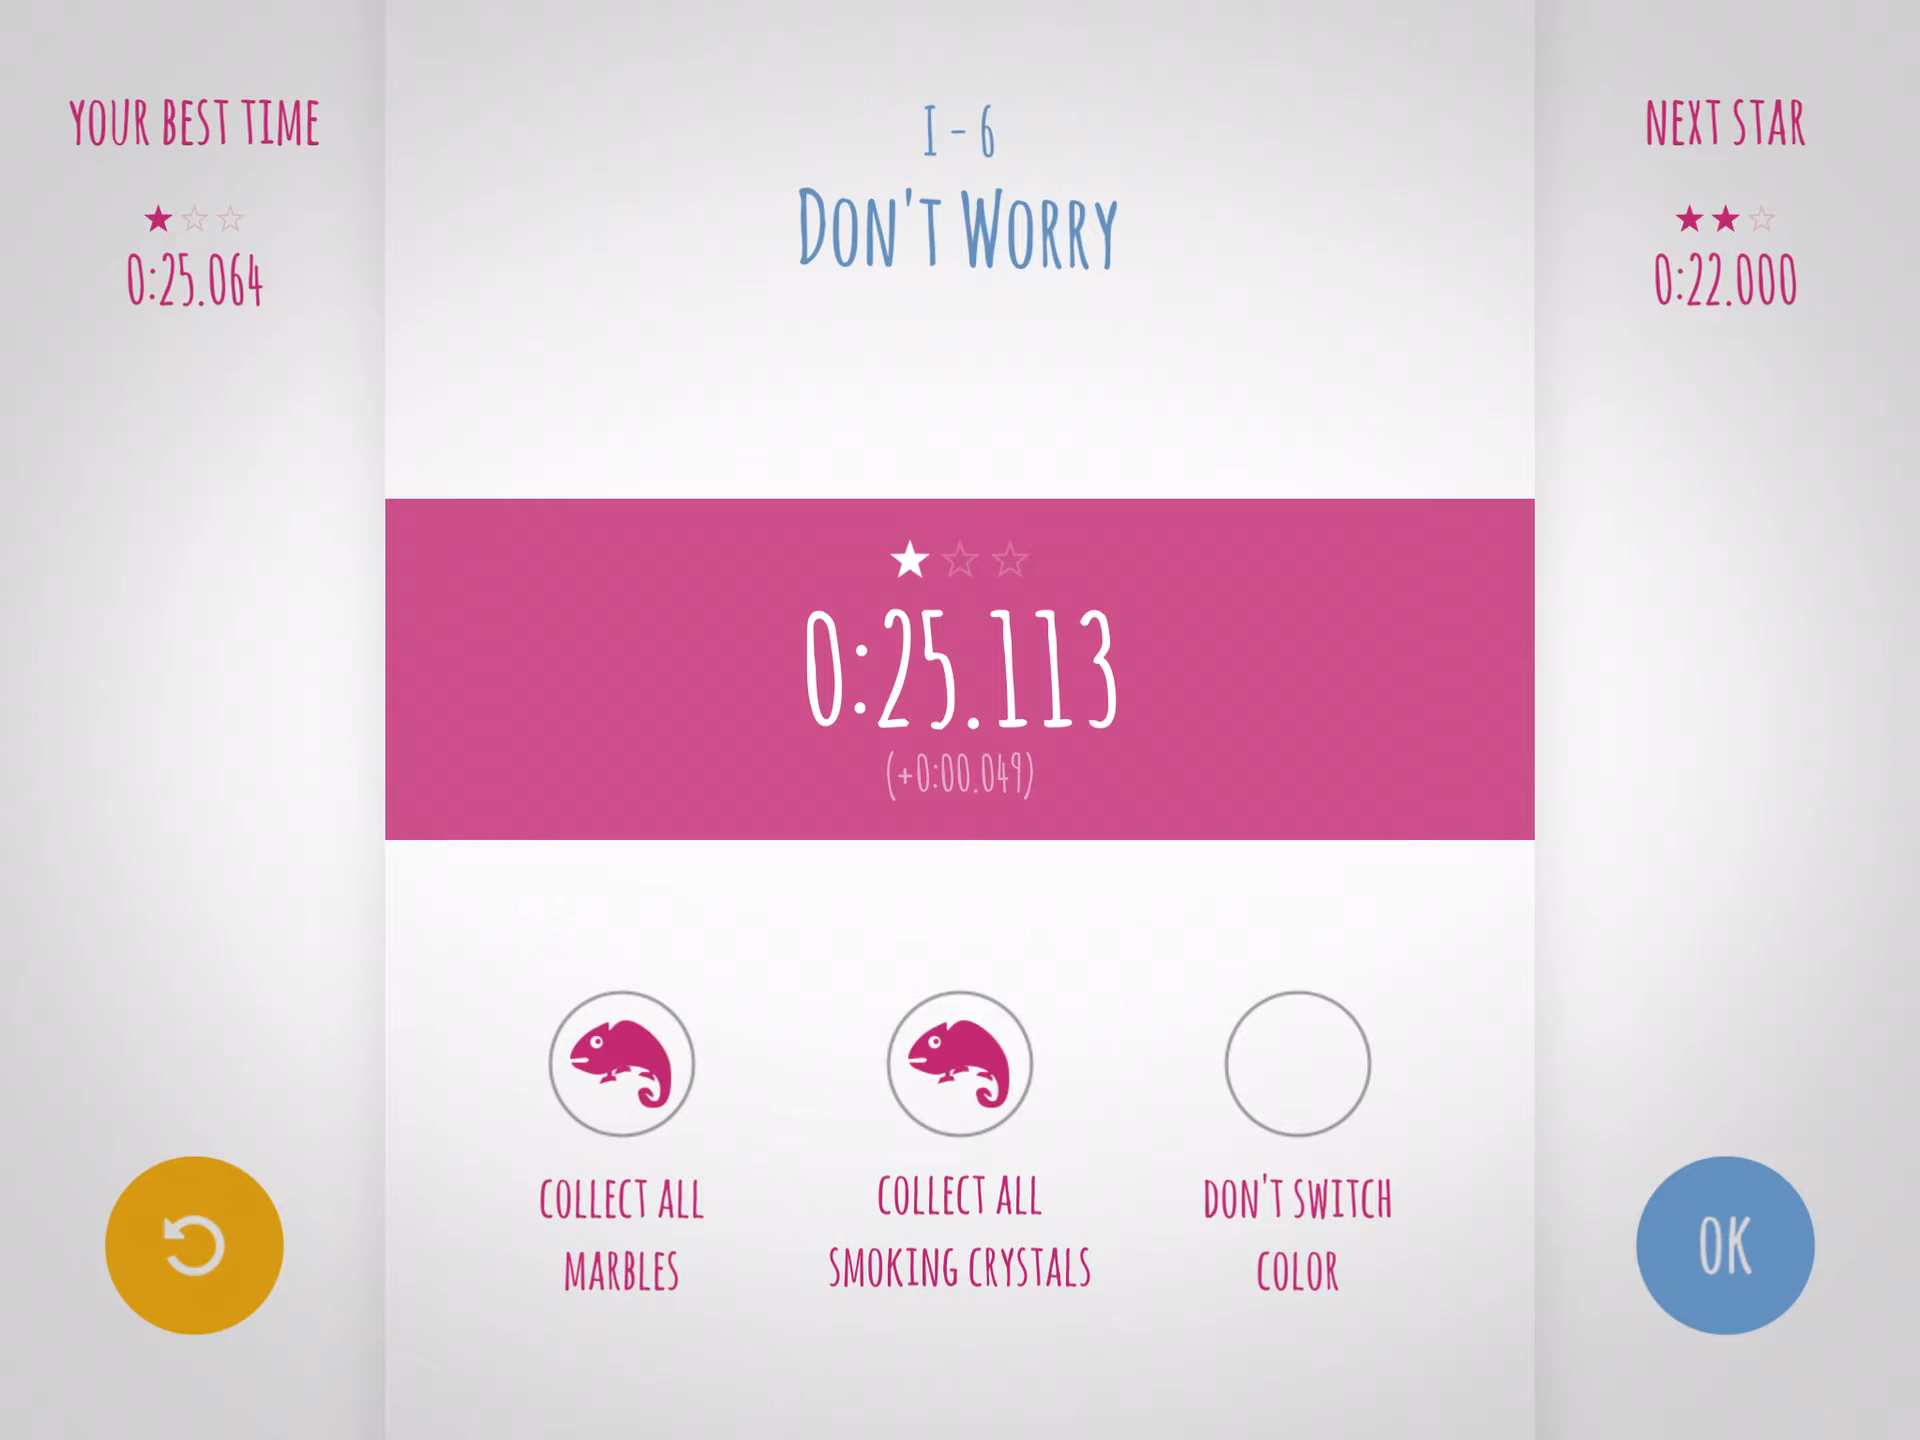 YOUR BEST TIME
0:25.064
I - 6
DON'T WORRY
NEXT STAR
0:22.000
0:25.113
(+0:00.049)
COLLECT ALL
MARBLES
COLLECT ALL
SMOKING CRYSTALS
DON'T SWITCH
COLOR
OK